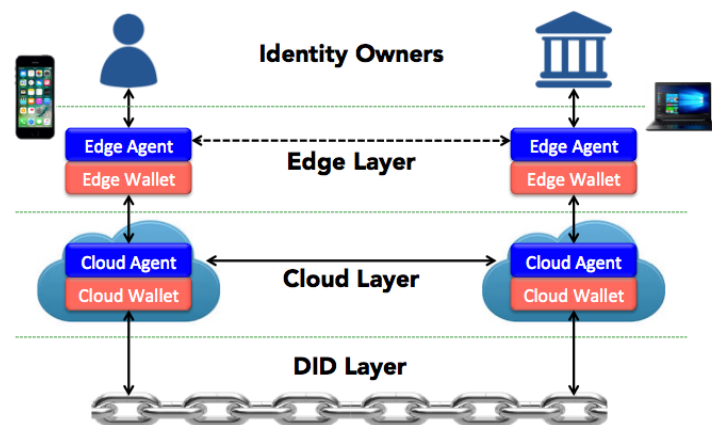 Identity Owners
Edge Agent
Edge Agent
Edge Layer
Edge Wallet
Edge Wallet
Cloud Agent
Cloud Agent
Cloud Layer
Cloud Wallet
Cloud Wallet
DID Layer